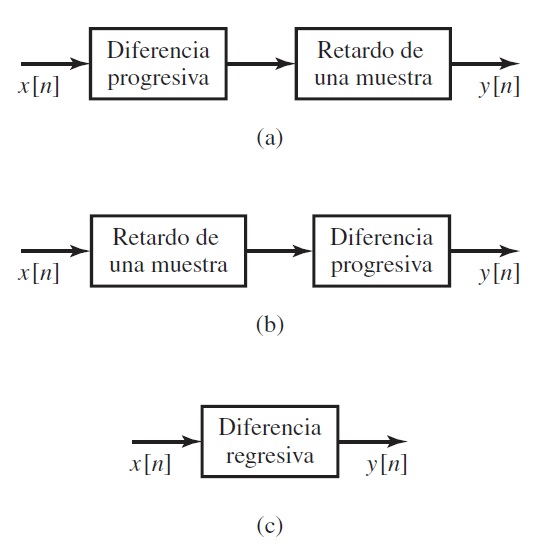 Diferencia
progresiva
Retardo de
una muestra
x[n]
y[n]
(a)
Retardo de
una muestra
Diferencia
progresiva
x[n]
y[n]
(b)
Diferencia
regresiva
x[n]
y[n]
(c)